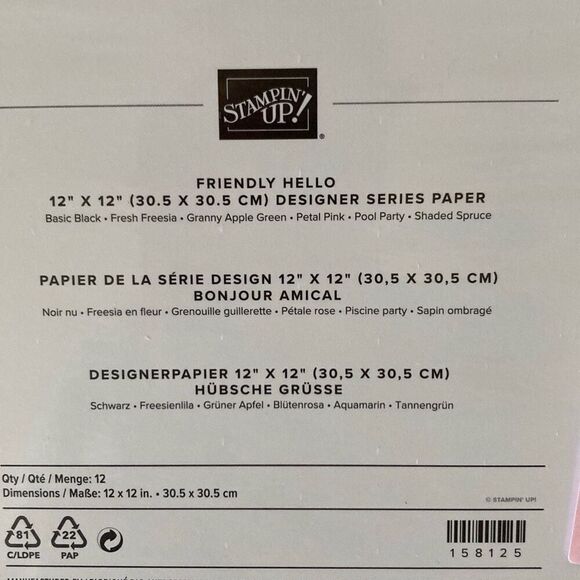 STAMPIN' UP!
®
FRIENDLY HELLO
12" X 12" (30.5 X 30.5 CM) DESIGNER SERIES PAPER
Basic Black • Fresh Freesia • Granny Apple Green • Petal Pink • Pool Party • Shaded Spruce
PAPIER DE LA SÉRIE DESIGN 12" X 12" (30,5 X 30,5 CM)
BONJOUR AMICAL
Noir nu • Freesia en fleur • Grenouille guillerette • Pétale rose • Piscine party • Sapin ombragé
DESIGNERPAPIER 12" X 12" (30,5 X 30,5 CM)
HÜBSCHE GRÜSSE
Schwarz • Freesienlila • Grüner Apfel • Blütenrosa • Aquamarin • Tannengrün
Qty / Qté / Menge: 12
Dimensions / Maße: 12 x 12 in. • 30.5 x 30.5 cm
© STAMPIN' UP!
81
C/LDPE
22
PAP
158125